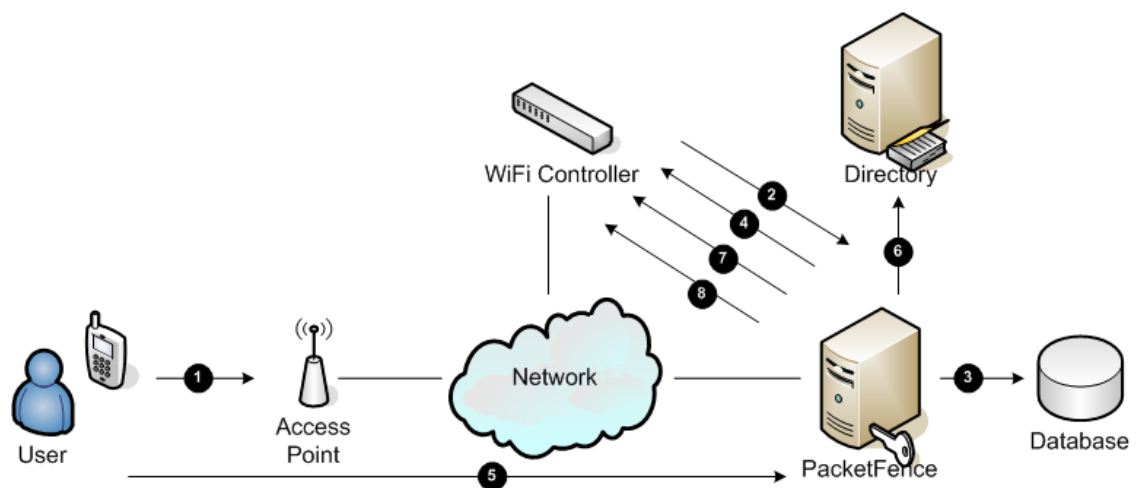 WiFi Controller
Directory
2
4
7
8
6
Network
1
3
User
Access
Point
PacketFence
Database
5